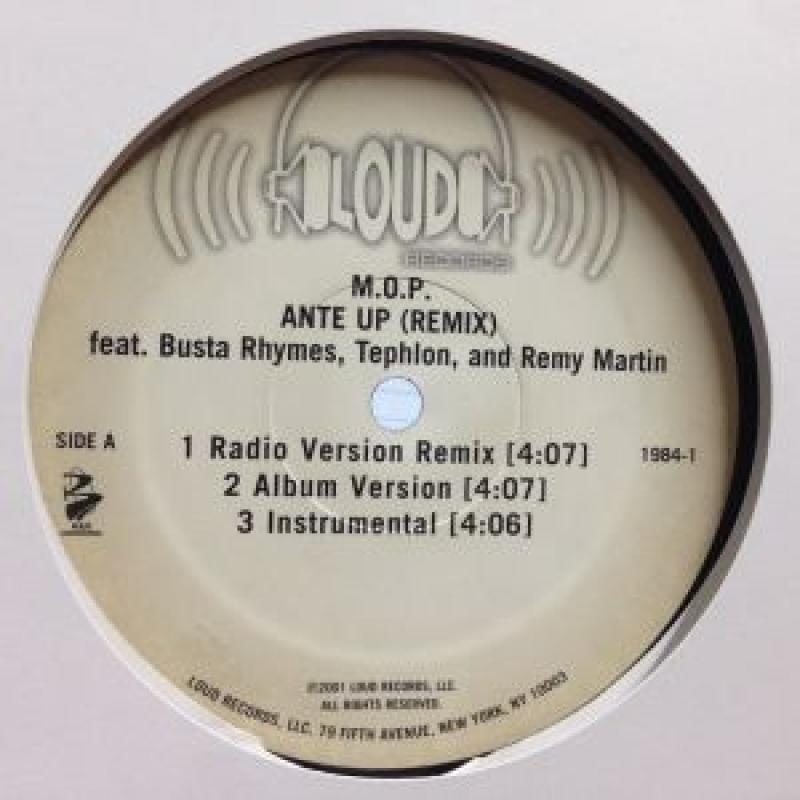 LOUD
RECORDS
M.O.P.
ANTE UP (REMIX)
feat. Busta Rhymes, Tephlon, and Remy Martin
SIDE A
1 Radio Version Remix [4:07]
1984-1
2 Album Version [4:07]
3 Instrumental [4:06]
℗2001 LOUD RECORDS, LLC.
ALL RIGHTS RESERVED.
LOUD RECORDS, LLC. 79 FIFTH AVENUE, NEW YORK, NY 10003